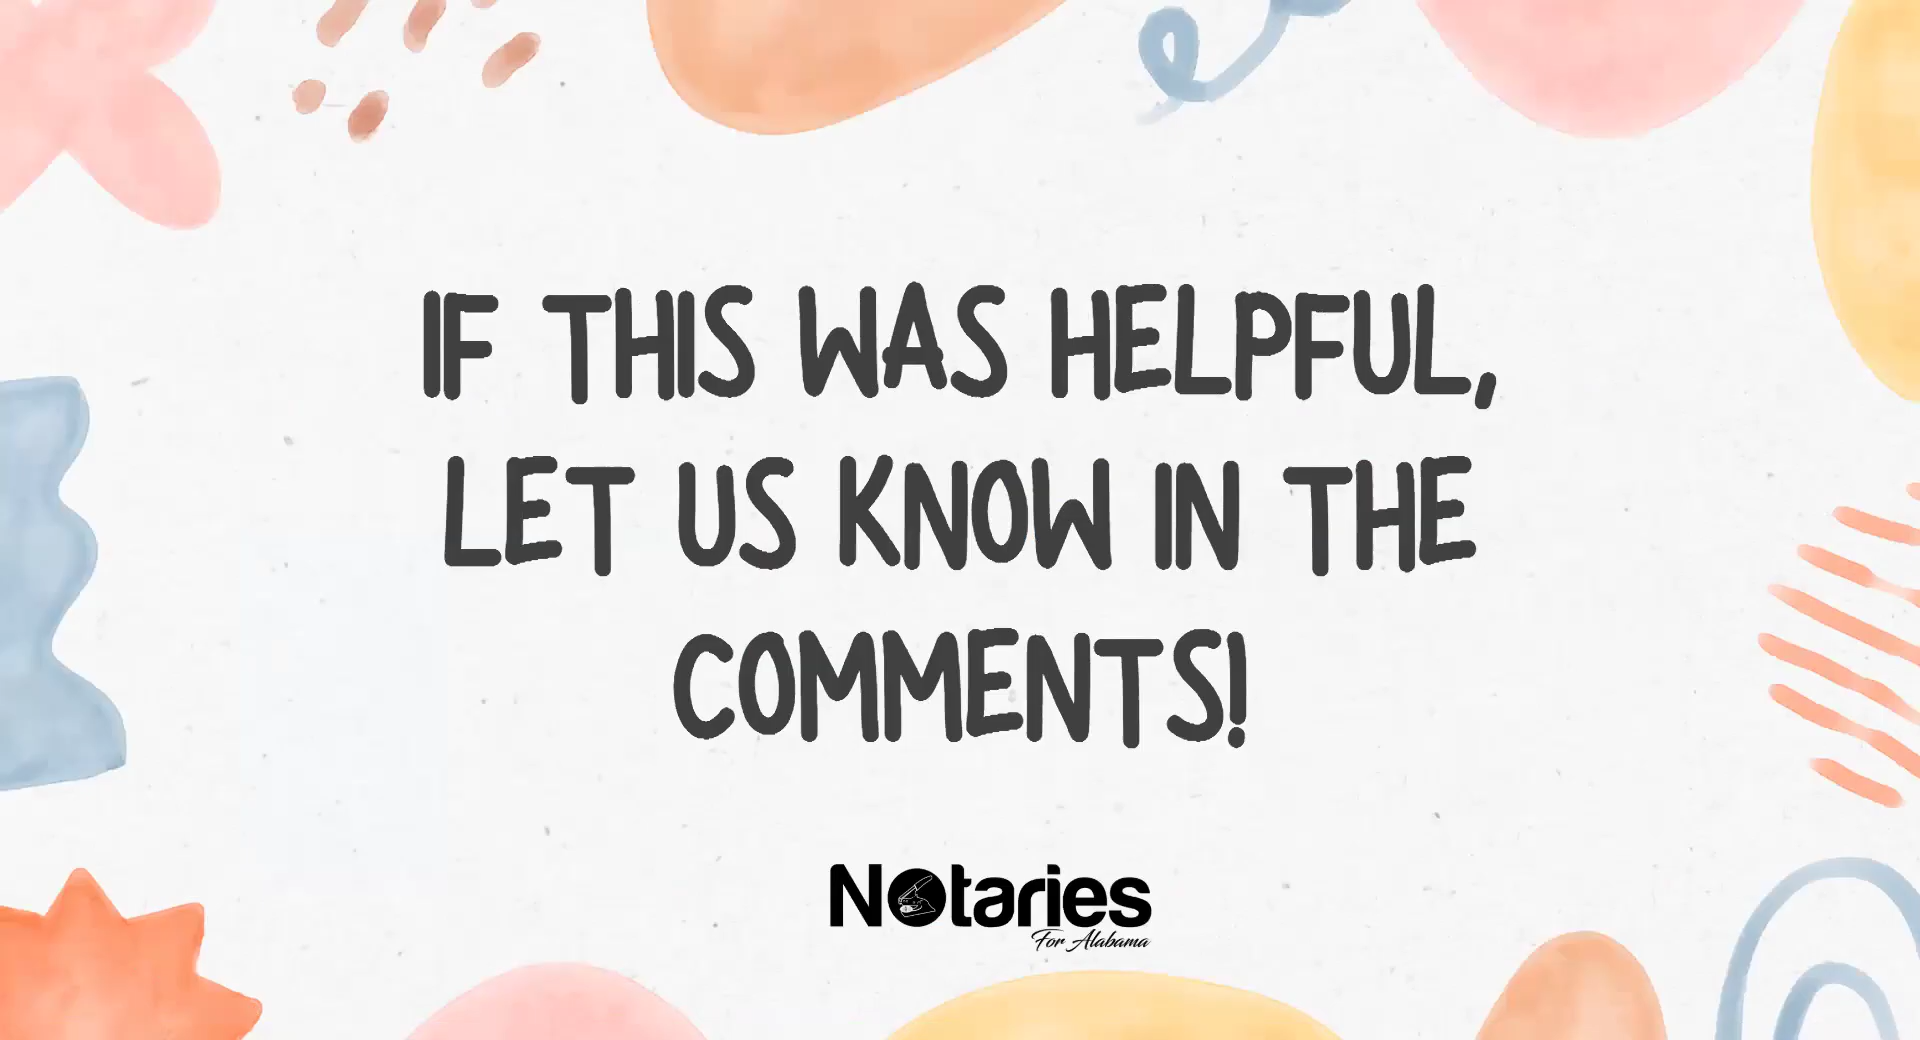 IF THIS WAS HELPFUL,
LET US KNOW IN THE
COMMENTS!
Notaries
For Alabama